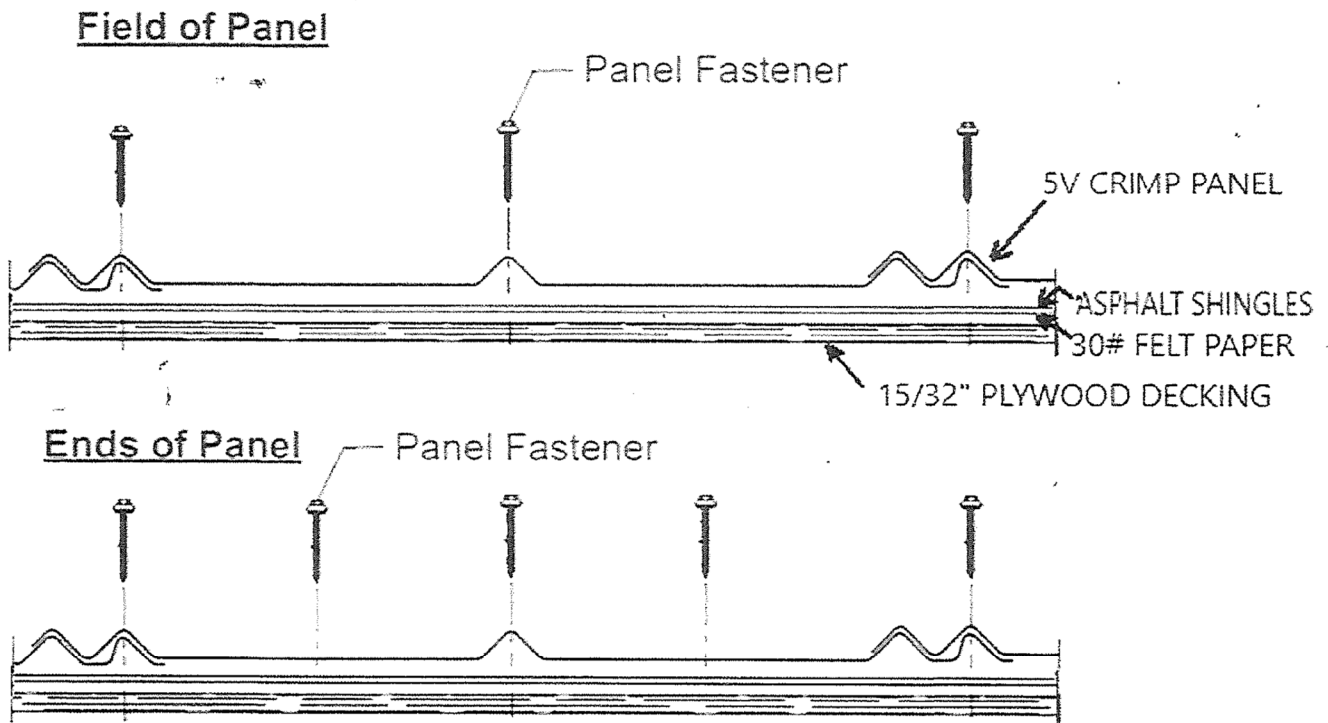 Field of Panel
Panel Fastener
5V CRIMP PANEL
ASPHALT SHINGLES
30# FELT PAPER
15/32" PLYWOOD DECKING
Ends of Panel
Panel Fastener